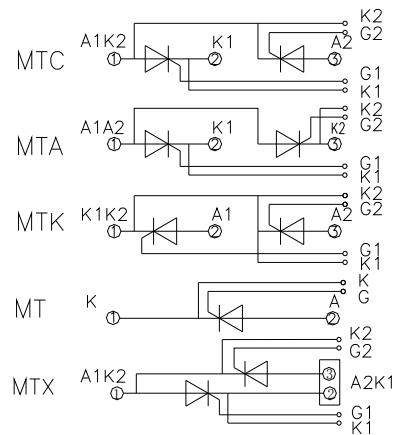 K2
A1K2 K1 A2 G2
MTC 1 2 3
G1
K1
K2
A1A2 K1 K2 G2
MTA 1 2 3
G1
K1
K2
K1K2 A1 A2 G2
MTK 1 2 3
G1
K1
K
K A G
MT 1 2
K2
G2
A1K2 3 A2K1
MTX 1 2
G1
K1